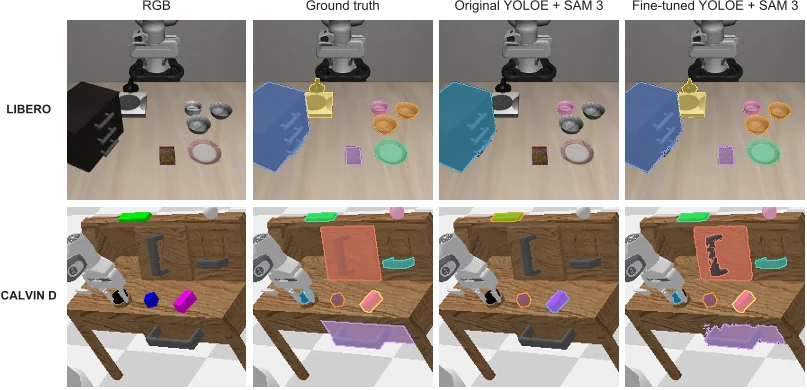 RGB
Ground truth
Original YOLOE + SAM 3
Fine-tuned YOLOE + SAM 3
LIBERO
CALVIN D